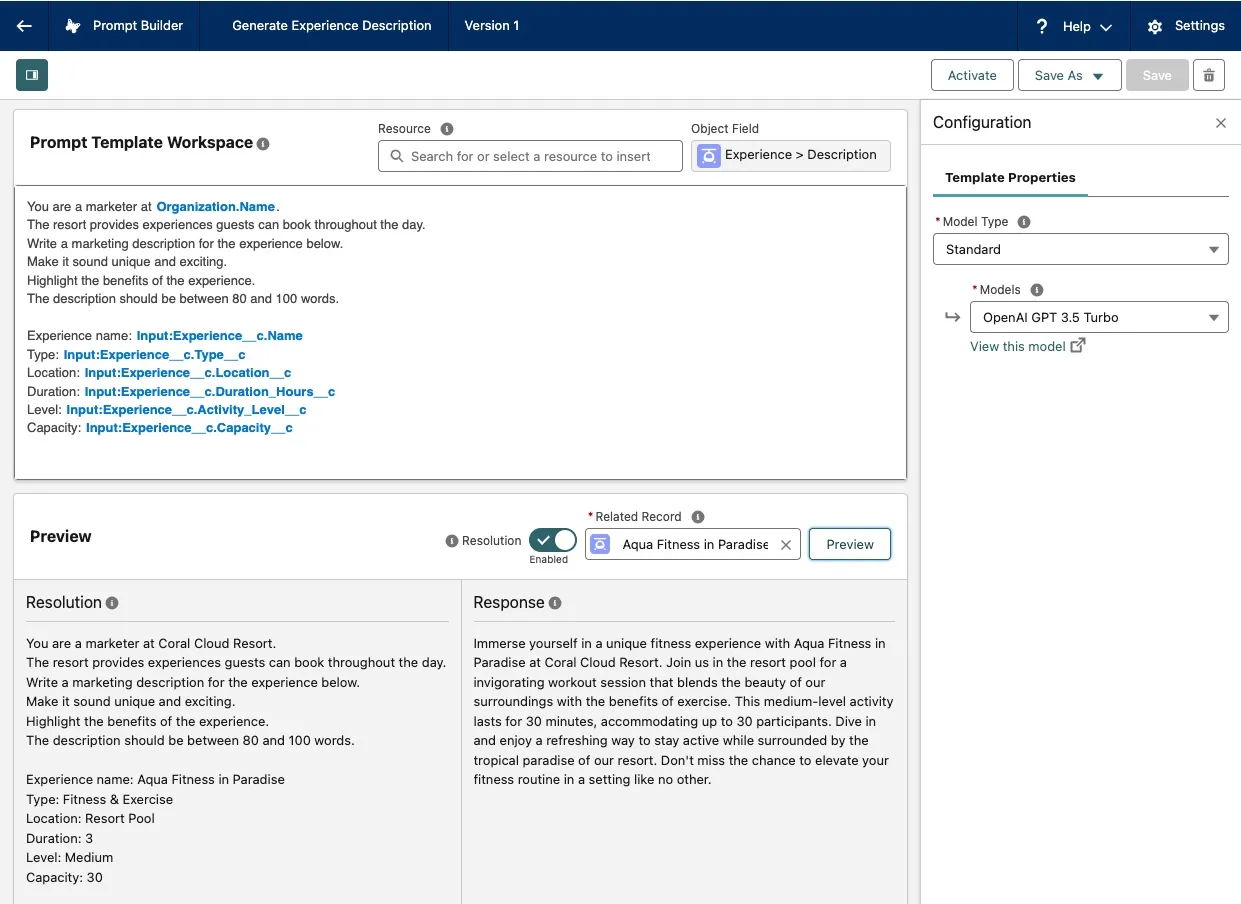 Prompt Builder
Generate Experience Description
Version 1
? Help
Settings
Activate
Save As
Save
Prompt Template Workspace
Resource
Search for or select a resource to insert
Object Field
Experience > Description
You are a marketer at Organization.Name.
The resort provides experiences guests can book throughout the day.
Write a marketing description for the experience below.
Make it sound unique and exciting.
Highlight the benefits of the experience.
The description should be between 80 and 100 words.
Experience name: Input:Experience__c.Name
Type: Input:Experience__c.Type__c
Location: Input:Experience__c.Location__c
Duration: Input:Experience__c.Duration_Hours__c
Level: Input:Experience__c.Activity_Level__c
Capacity: Input:Experience__c.Capacity__c
Configuration
Template Properties
* Model Type
Standard
* Models
OpenAI GPT 3.5 Turbo
View this model
Preview
Resolution
Enabled
* Related Record
Aqua Fitness in Paradise
Preview
Resolution
You are a marketer at Coral Cloud Resort.
The resort provides experiences guests can book throughout the day.
Write a marketing description for the experience below.
Make it sound unique and exciting.
Highlight the benefits of the experience.
The description should be between 80 and 100 words.
Experience name: Aqua Fitness in Paradise
Type: Fitness & Exercise
Location: Resort Pool
Duration: 3
Level: Medium
Capacity: 30
Response
Immerse yourself in a unique fitness experience with Aqua Fitness in
Paradise at Coral Cloud Resort. Join us in the resort pool for a
invigorating workout session that blends the beauty of our
surroundings with the benefits of exercise. This medium-level activity
lasts for 30 minutes, accommodating up to 30 participants. Dive in
and enjoy a refreshing way to stay active while surrounded by the
tropical paradise of our resort. Don't miss the chance to elevate your
fitness routine in a setting like no other.